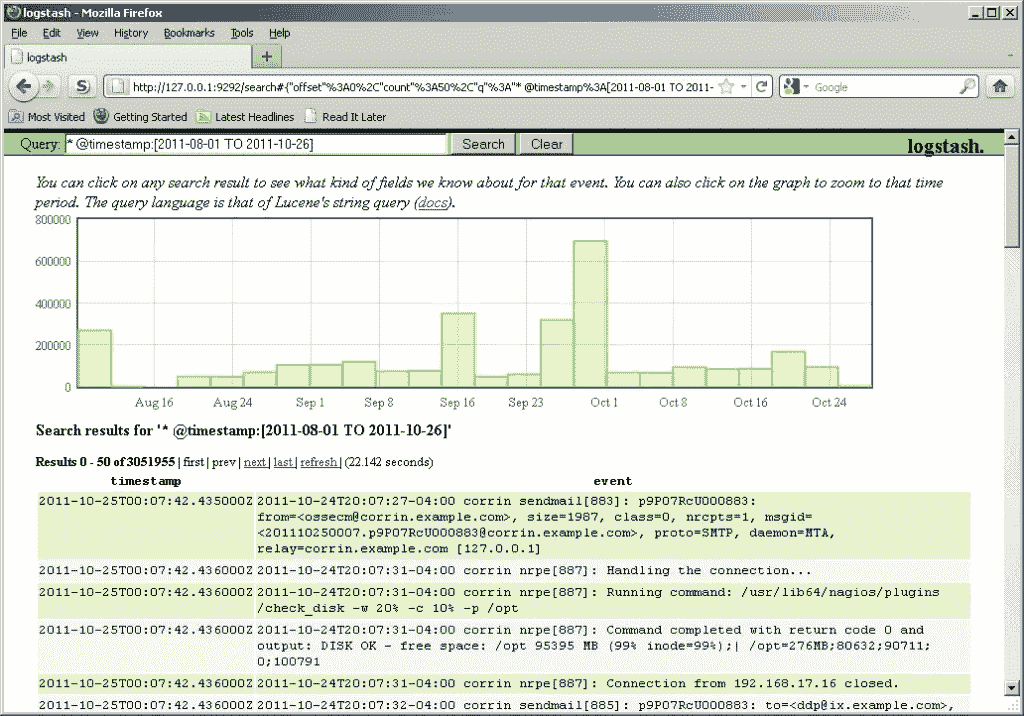 logstash - Mozilla Firefox
File Edit View History Bookmarks Tools Help
logstash
http://127.0.0.1:9292/search#{"offset"%3A0%2C"count"%3A50%2C"q"%3A"* @timestamp%3A[2011-08-01 TO 2011-
Google
Most Visited Getting Started Latest Headlines Read It Later
Query: * @timestamp:[2011-08-01 TO 2011-10-26] Search Clear logstash.
You can click on any search result to see what kind of fields we know about for that event. You can also click on the graph to zoom to that time
period. The query language is that of Lucene's string query (docs).
800000
600000
400000
200000
0
Aug 16 Aug 24 Sep 1 Sep 8 Sep 16 Sep 23 Oct 1 Oct 8 Oct 16 Oct 24
Search results for '* @timestamp:[2011-08-01 TO 2011-10-26]'
Results 0 - 50 of 3051955 | first | prev | next | last | refresh | (22.142 seconds)
timestamp event
2011-10-25T00:07:42.435000Z 2011-10-24T20:07:27-04:00 corrin sendmail[883]: p9P07RcU000883:
from=<ossecm@corrin.example.com>, size=1987, class=0, nrcpts=1, msgid=
<201110250007.p9P07RcU000883@corrin.example.com>, proto=SMTP, daemon=MTA,
relay=corrin.example.com [127.0.0.1]
2011-10-25T00:07:42.436000Z 2011-10-24T20:07:31-04:00 corrin nrpe[887]: Handling the connection...
2011-10-25T00:07:42.436000Z 2011-10-24T20:07:31-04:00 corrin nrpe[887]: Running command: /usr/lib64/nagios/plugins
/check_disk -w 20% -c 10% -p /opt
2011-10-25T00:07:42.436000Z 2011-10-24T20:07:31-04:00 corrin nrpe[887]: Command completed with return code 0 and
output: DISK OK - free space: /opt 95395 MB (99% inode=99%);| /opt=276MB;80632;90711;
0;100791
2011-10-25T00:07:42.436000Z 2011-10-24T20:07:31-04:00 corrin nrpe[887]: Connection from 192.168.17.16 closed.
2011-10-25T00:07:42.436000Z 2011-10-24T20:07:32-04:00 corrin sendmail[885]: p9P07RcU000883: to=<ddp@ix.example.com>,